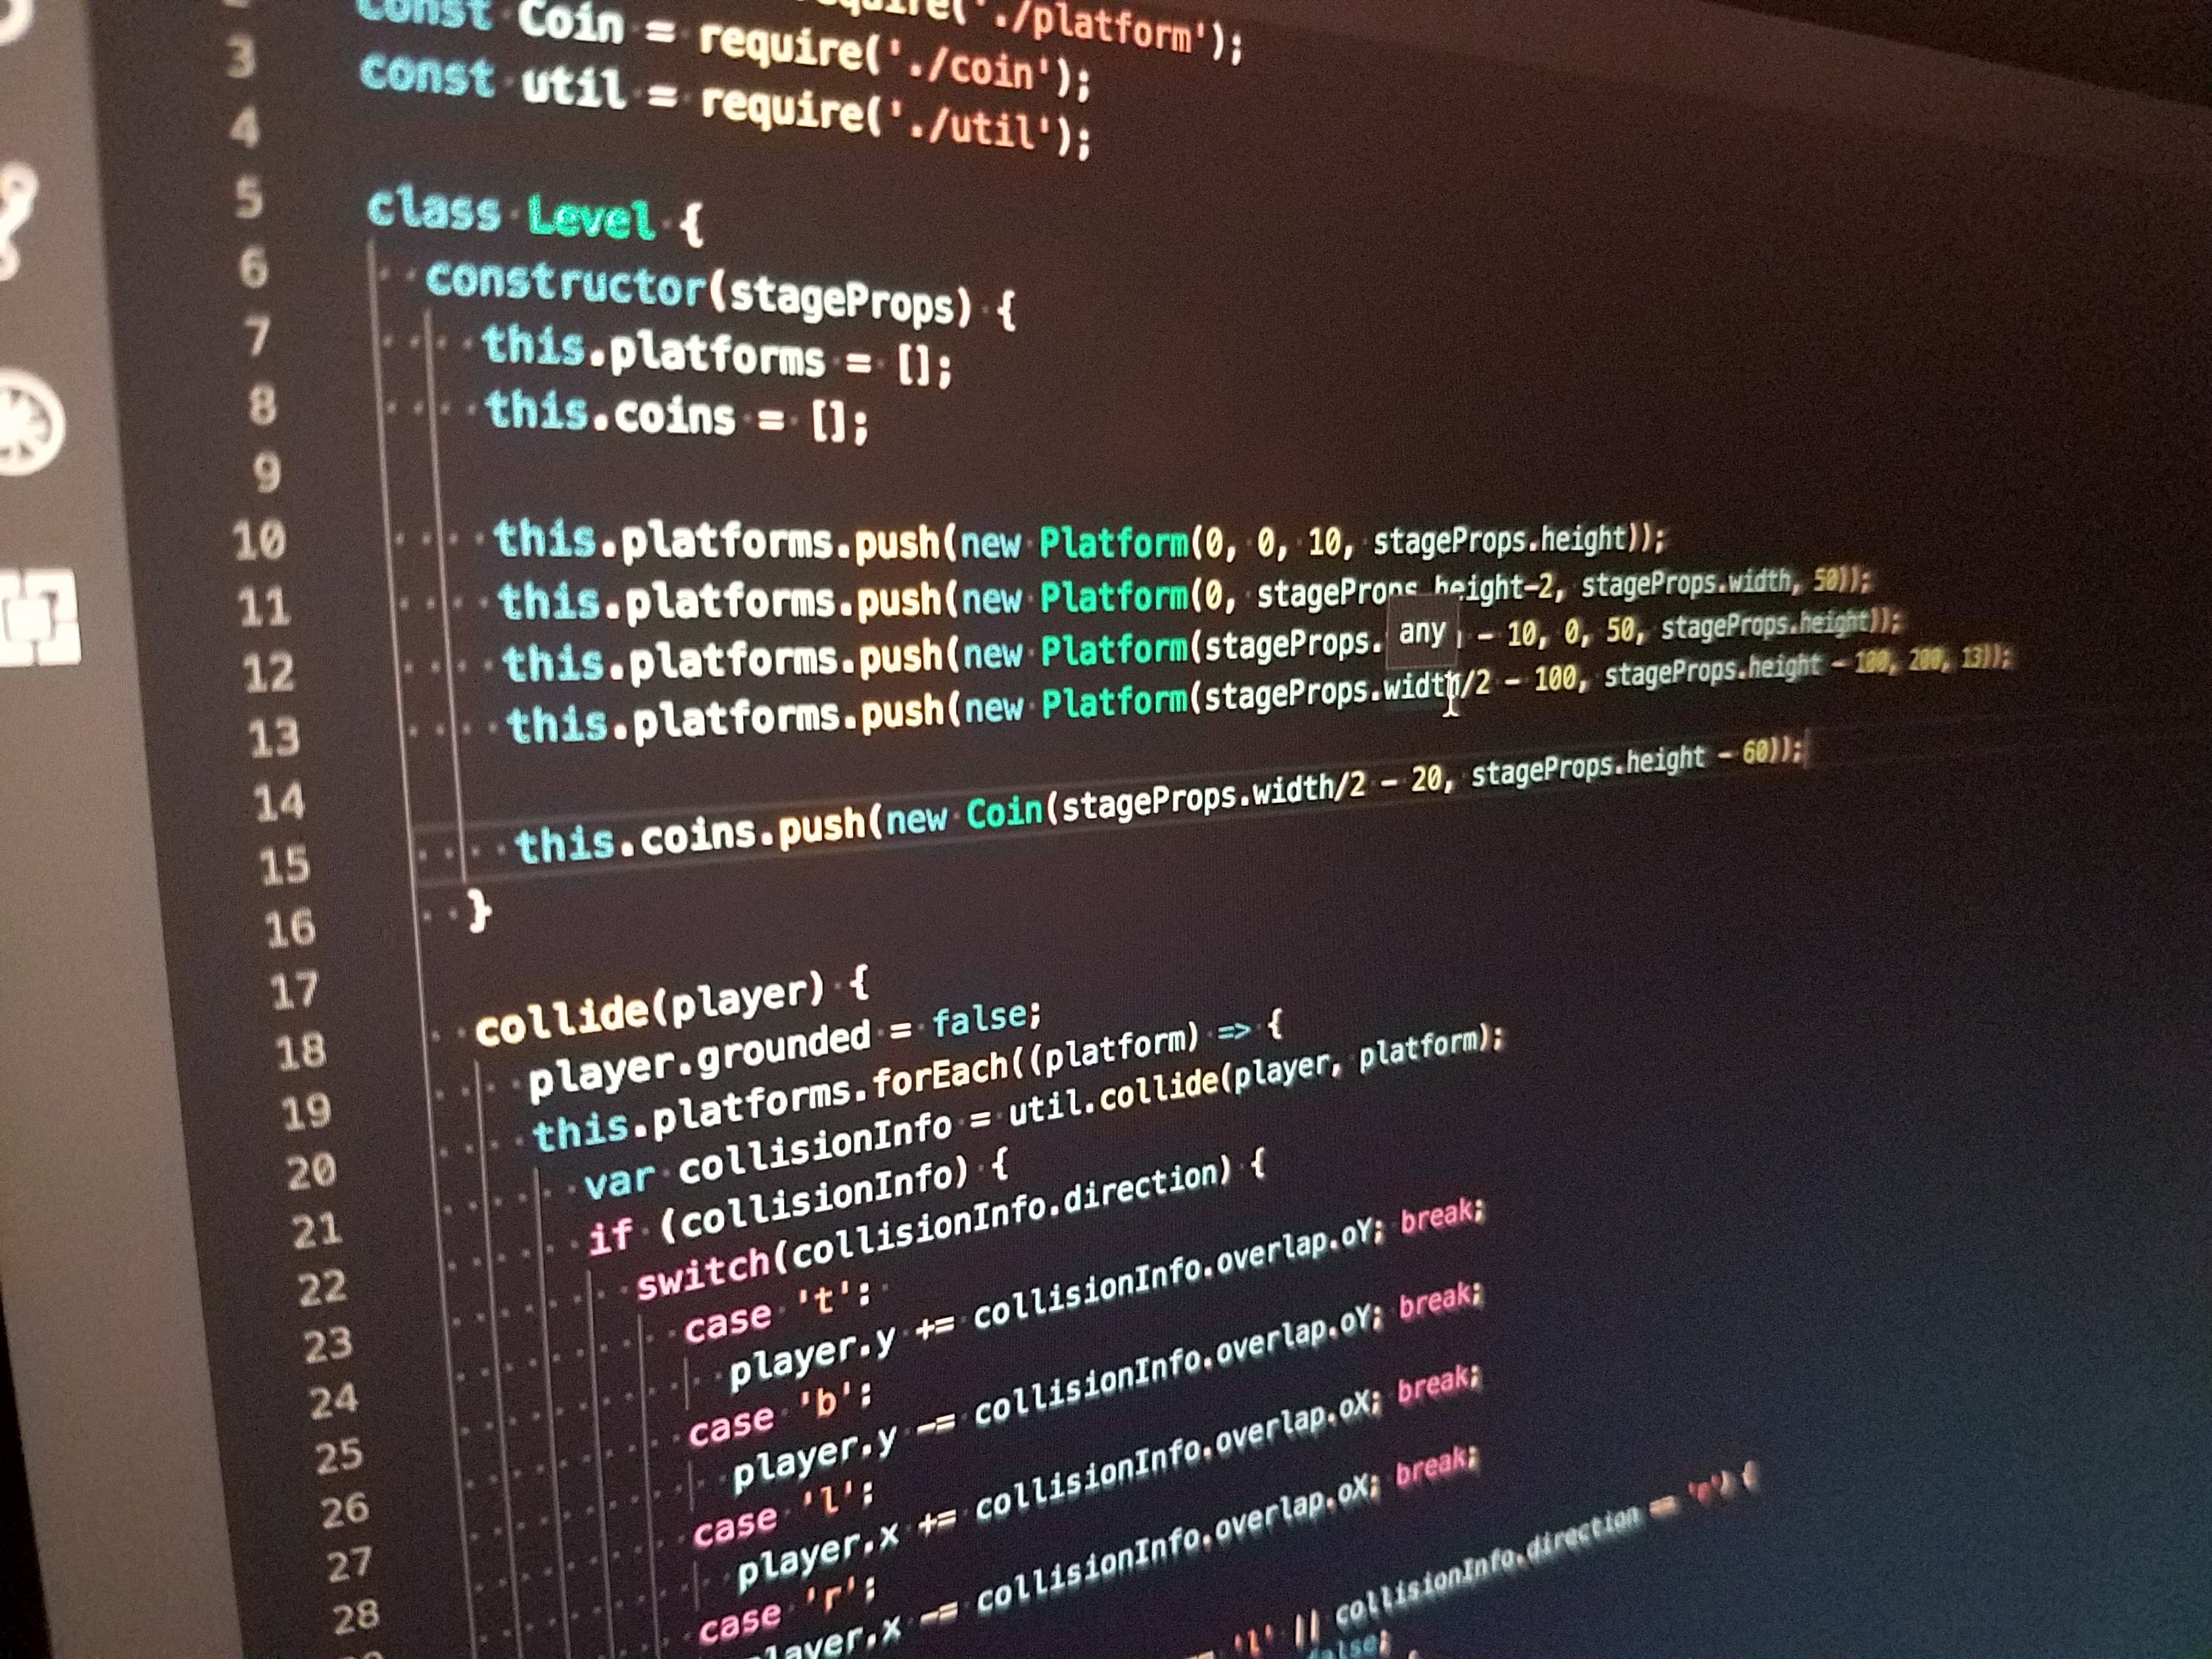 2
require('./platform');
3 const Coin = require('./coin');
4 const util = require('./util');
5 class Level {
6 constructor(stageProps) {
7 this.platforms = [];
8 this.coins = [];
9
10 this.platforms.push(new Platform(0, 0, 10, stageProps.height));
11 this.platforms.push(new Platform(0, stageProps.height-2, stageProps.width, 50));
12 this.platforms.push(new Platform(stageProps. any - 10, 0, 50, stageProps.height));
13 this.platforms.push(new Platform(stageProps.width/2 - 100, stageProps.height - 100, 200, 13));
14
15 this.coins.push(new Coin(stageProps.width/2 - 20, stageProps.height - 60));
16 }
17
18 collide(player) {
19 player.grounded = false;
20 this.platforms.forEach((platform) => {
21 var collisionInfo = util.collide(player, platform);
22 if (collisionInfo) {
23 switch(collisionInfo.direction) {
24 case 't':
25 player.y += collisionInfo.overlap.oY; break;
26 case 'b':
27 player.y -= collisionInfo.overlap.oY; break;
28 case 'l':
player.x += collisionInfo.overlap.oX; break;
case 'r':
player.x -= collisionInfo.overlap.oX; break;
'l' || collisionInfo.direction == 'r') {
false;